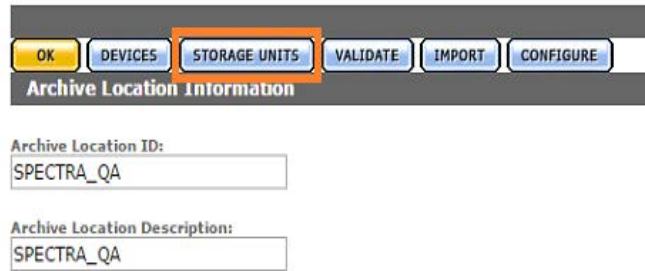 OK DEVICES STORAGE UNITS VALIDATE IMPORT CONFIGURE
Archive Location Information
Archive Location ID:
SPECTRA_QA
Archive Location Description:
SPECTRA_QA